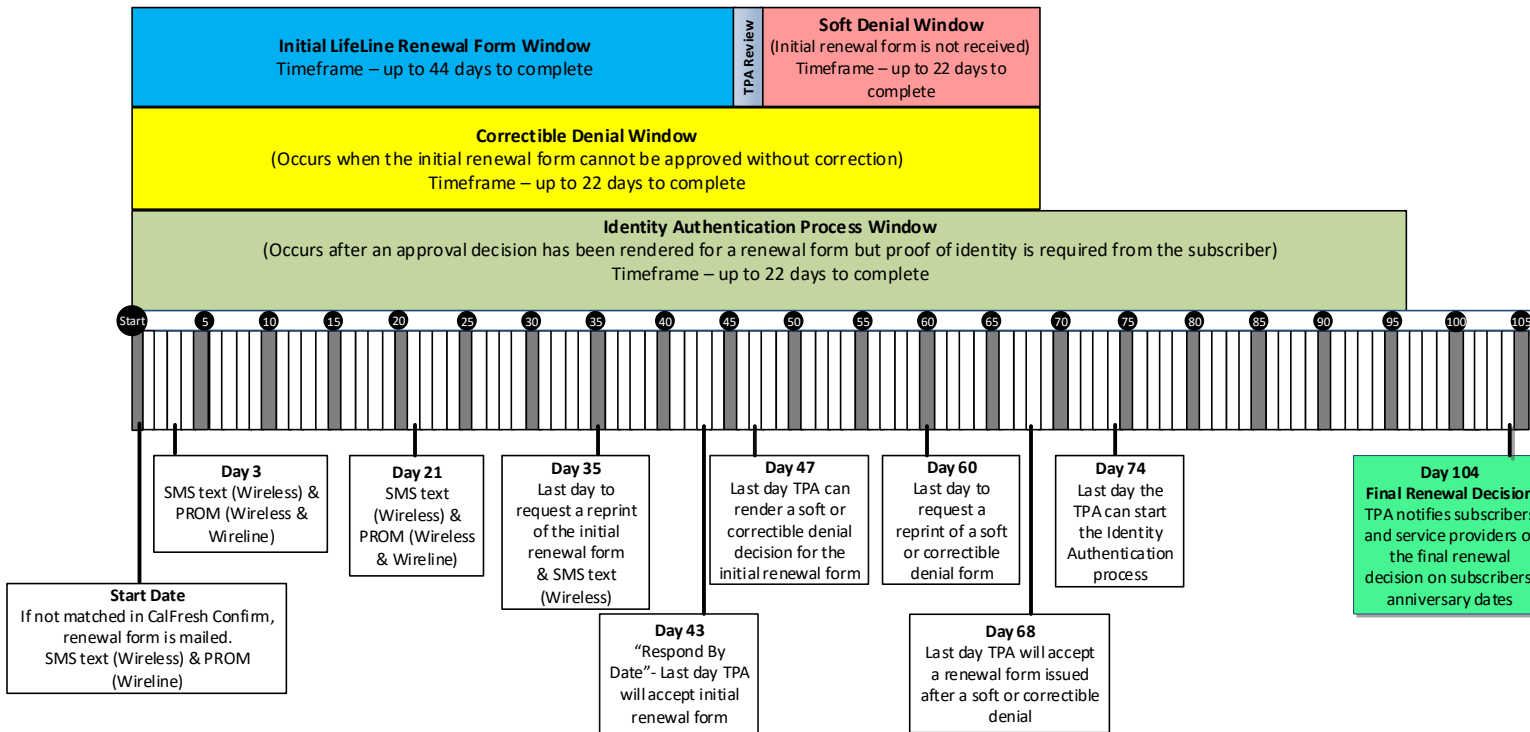 Initial LifeLine Renewal Form Window
Timeframe – up to 44 days to complete
TPA Review
Soft Denial Window
(Initial renewal form is not received)
Timeframe – up to 22 days to
complete
Correctible Denial Window
(Occurs when the initial renewal form cannot be approved without correction)
Timeframe – up to 22 days to complete
Identity Authentication Process Window
(Occurs after an approval decision has been rendered for a renewal form but proof of identity is required from the subscriber)
Timeframe – up to 22 days to complete
Start 5 10 15 20 25 30 35 40 45 50 55 60 65 70 75 80 85 90 95 100 105
Start Date
If not matched in CalFresh Confirm,
renewal form is mailed.
SMS text (Wireless) & PROM
(Wireline)
Day 3
SMS text (Wireless) &
PROM (Wireless &
Wireline)
Day 21
SMS text
(Wireless) &
PROM (Wireless
& Wireline)
Day 35
Last day to
request a reprint
of the initial
renewal form
& SMS text
(Wireless)
Day 43
“Respond By
Date”- Last day TPA
will accept initial
renewal form
Day 47
Last day TPA can
render a soft or
correctible denial
decision for the
initial renewal form
Day 60
Last day to
request a
reprint of a soft
or correctible
denial form
Day 68
Last day TPA will accept
a renewal form issued
after a soft or correctible
denial
Day 74
Last day the
TPA can start
the Identity
Authentication
process
Day 104
Final Renewal Decision
TPA notifies subscribers
and service providers o
the final renewal
decision on subscribers
anniversary dates